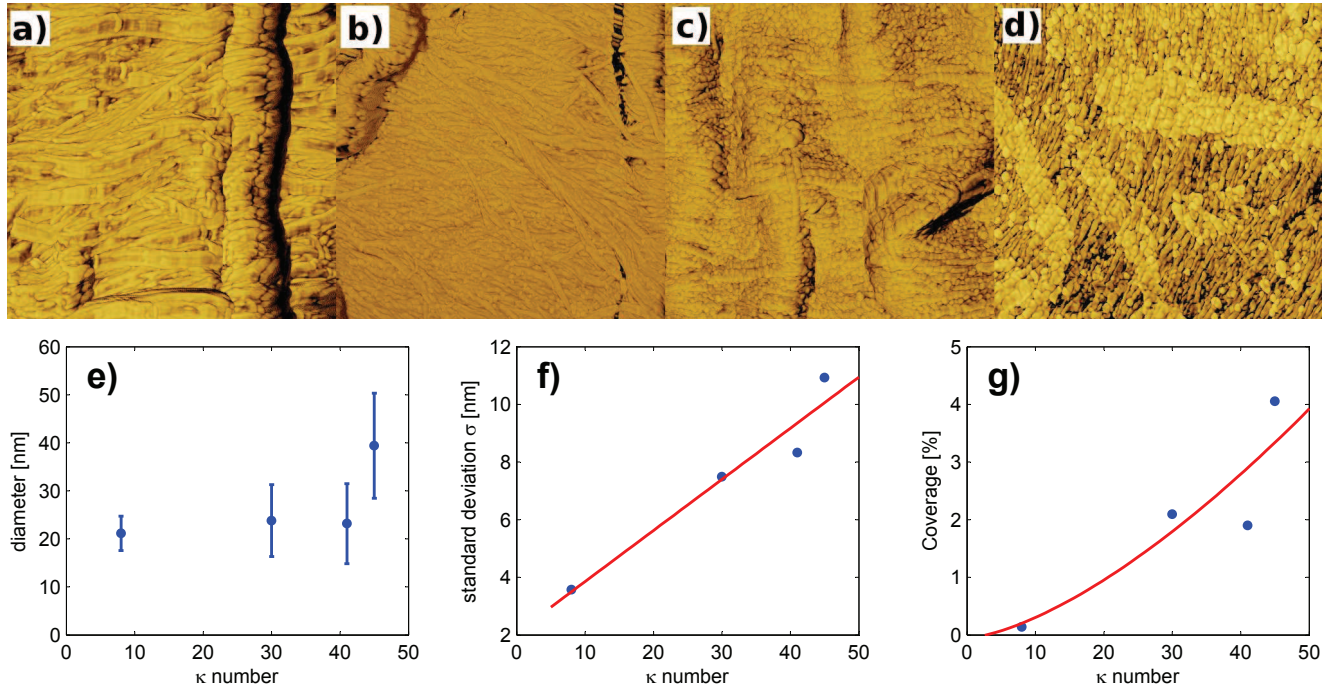 a)
b)
c)
d)
e)
60
50
40
30
20
10
0
diameter [nm]
0 10 20 30 40 50
κ number
f)
12
10
8
6
4
2
standard deviation σ [nm]
0 10 20 30 40 50
κ number
g)
5
4
3
2
1
0
Coverage [%]
0 10 20 30 40 50
κ number